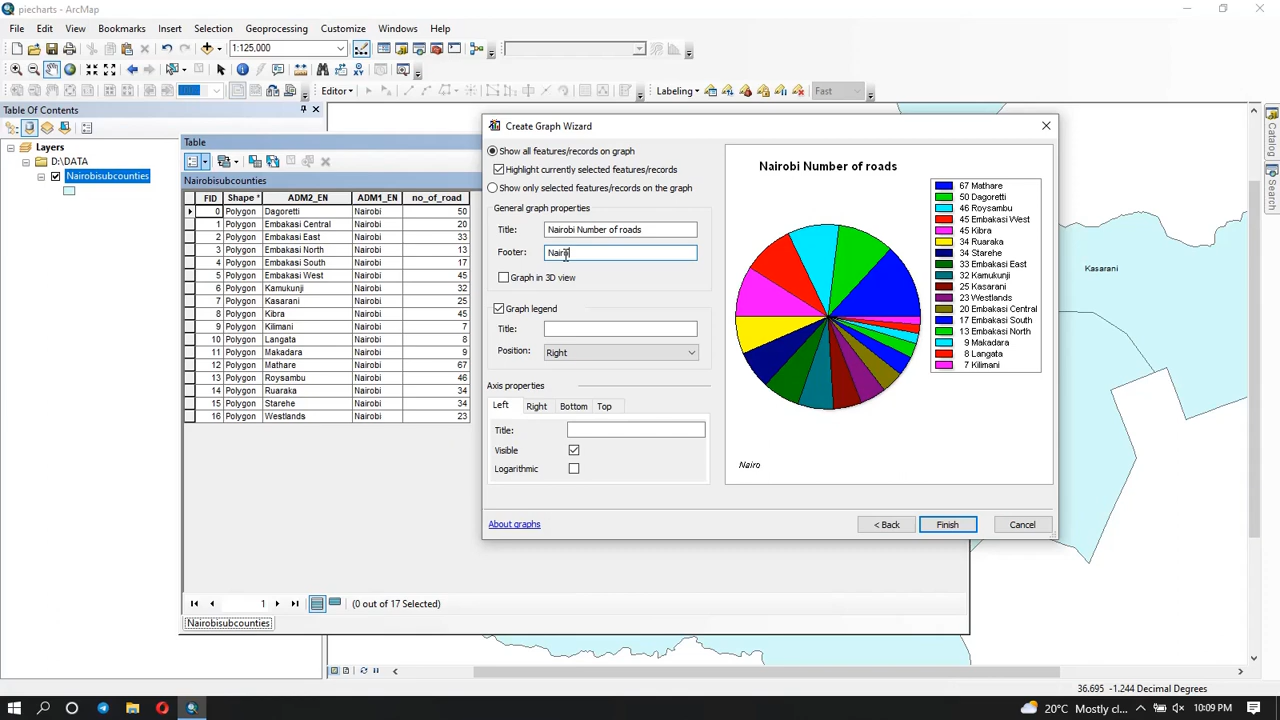 piecharts - ArcMap
File Edit View Bookmarks Insert Selection Geoprocessing Customize Windows Help
1:125,000
Editor Labeling Fast
Table Of Contents
Layers
D:\DATA
Nairobisubcounties
Table
Nairobisubcounties
FID Shape * ADM2_EN ADM1_EN no_of_road
0 Polygon Dagoretti Nairobi 50
1 Polygon Embakasi Central Nairobi 20
2 Polygon Embakasi East Nairobi 33
3 Polygon Embakasi North Nairobi 13
4 Polygon Embakasi South Nairobi 17
5 Polygon Embakasi West Nairobi 45
6 Polygon Kamukunji Nairobi 32
7 Polygon Kasarani Nairobi 25
8 Polygon Kibra Nairobi 45
9 Polygon Kilimani Nairobi 7
10 Polygon Langata Nairobi 8
11 Polygon Makadara Nairobi 9
12 Polygon Mathare Nairobi 67
13 Polygon Roysambu Nairobi 46
14 Polygon Ruaraka Nairobi 34
15 Polygon Starehe Nairobi 34
16 Polygon Westlands Nairobi 23
1
(0 out of 17 Selected)
Nairobisubcounties
Create Graph Wizard
Show all features/records on graph
Highlight currently selected features/records
Show only selected features/records on the graph
General graph properties
Title: Nairobi Number of roads
Footer: Nairo
Graph in 3D view
Graph legend
Title:
Position: Right
Axis properties
Left Right Bottom Top
Title:
Visible
Logarithmic
About graphs
< Back Finish Cancel
Nairobi Number of roads
67 Mathare
50 Dagoretti
46 Roysambu
45 Embakasi West
45 Kibra
34 Ruaraka
34 Starehe
33 Embakasi East
32 Kamukunji
25 Kasarani
23 Westlands
20 Embakasi Central
17 Embakasi South
13 Embakasi North
9 Makadara
8 Langata
7 Kilimani
Nairo
Kasarani
Catalog
Search
36.695 -1.244 Decimal Degrees
20°C Mostly cl... 10:09 PM